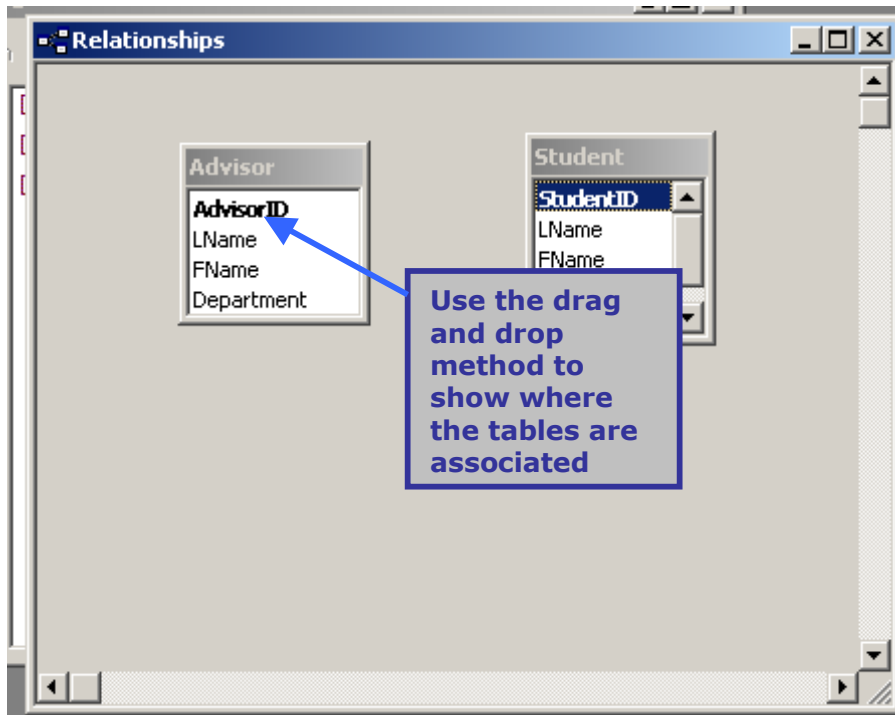 Relationships
Advisor
AdvisorID
LName
FName
Department
Student
StudentID
LName
FName
Use the drag
and drop
method to
show where
the tables are
associated